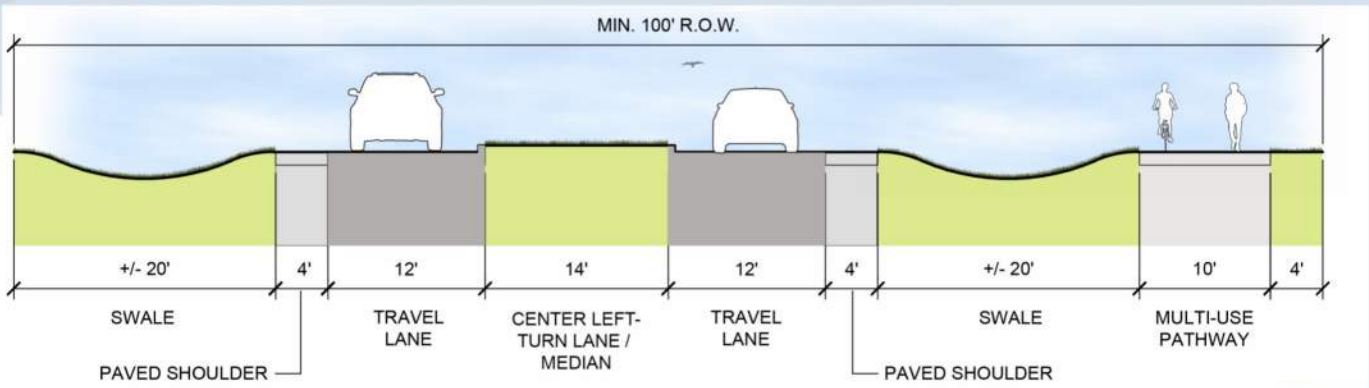 MIN. 100' R.O.W.
+/- 20'
4'
12'
14'
12'
4'
+/- 20'
10'
4'
SWALE
TRAVEL
LANE
CENTER LEFT-
TURN LANE /
MEDIAN
TRAVEL
LANE
SWALE
MULTI-USE
PATHWAY
PAVED SHOULDER
PAVED SHOULDER